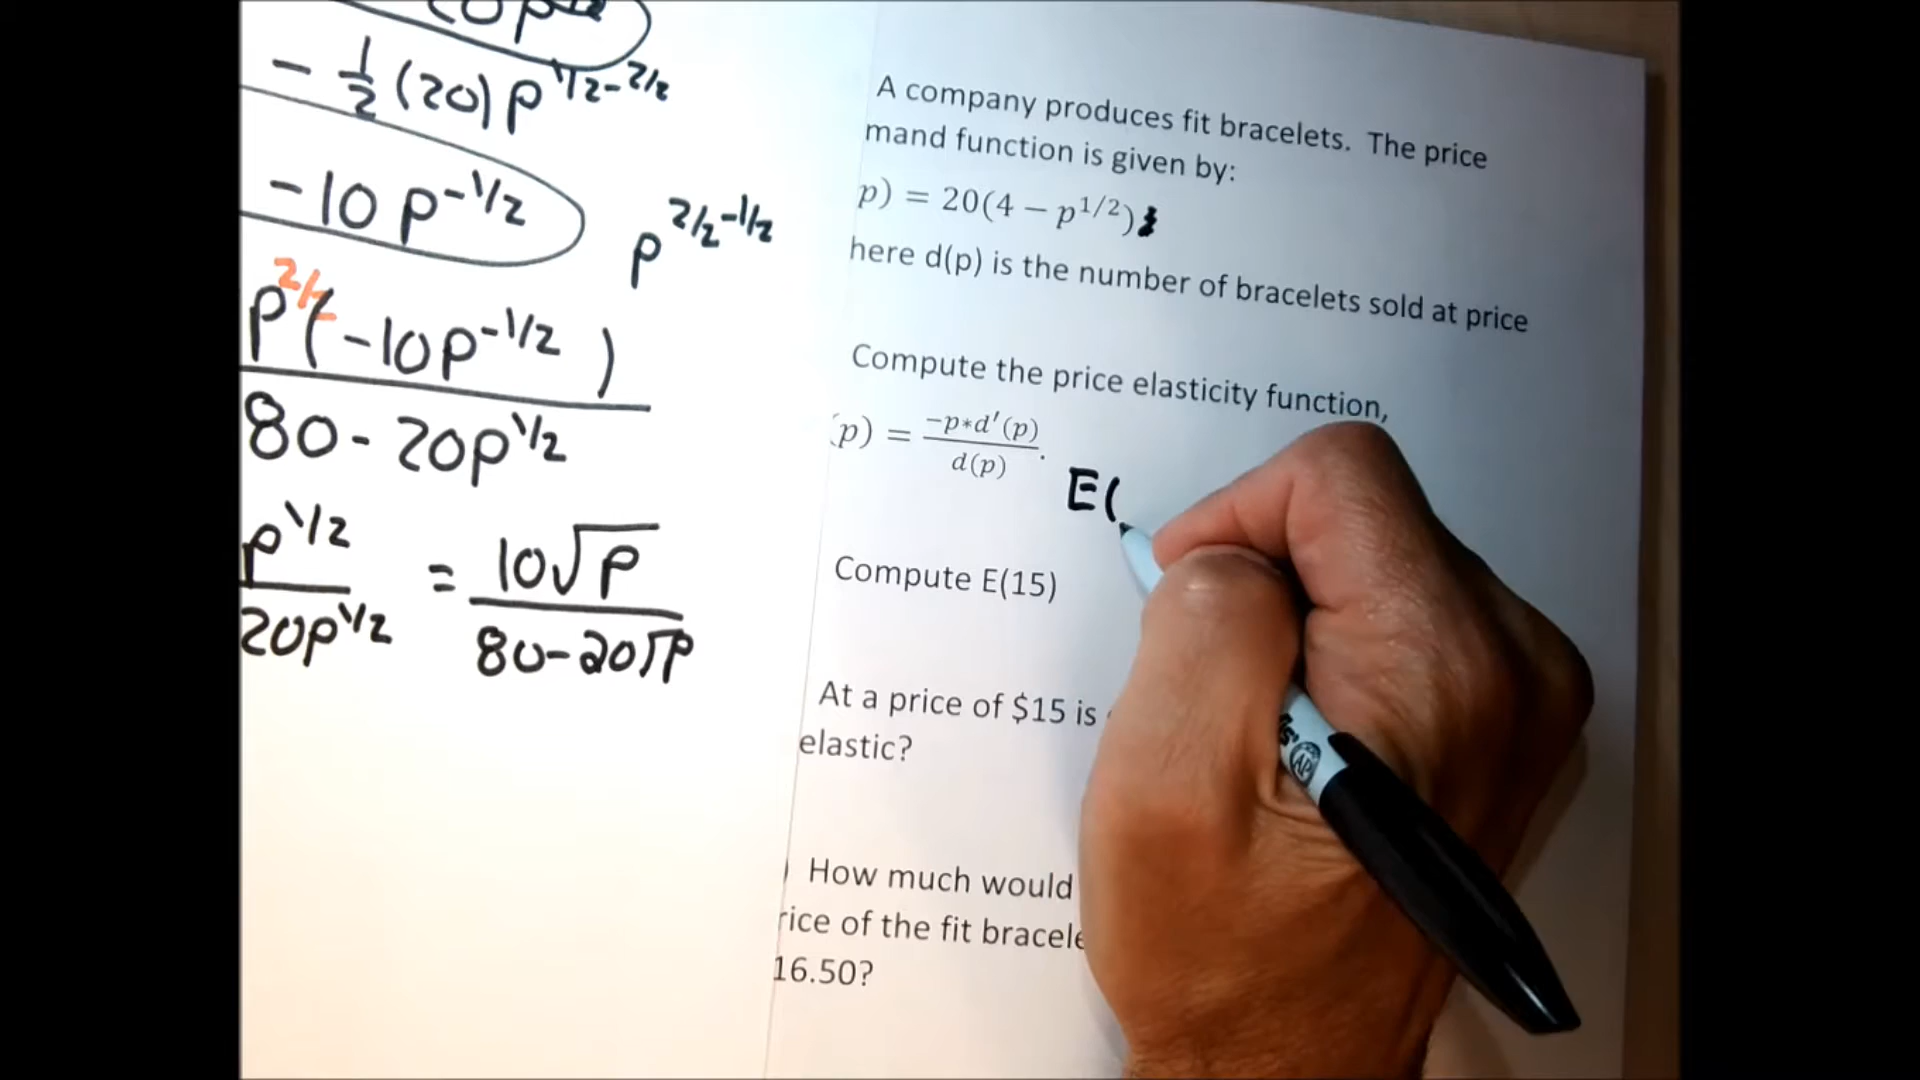 - 1/2 (20) p^1/2-2/2
-10 p^-1/2
p^2/2-1/2
p(-10p^-1/2)
80 - 20p^1/2
p^1/2
20p^1/2
= 10√p
80-20√p
A company produces fit bracelets. The price
mand function is given by:
p) = 20(4 − p^1/2)
here d(p) is the number of bracelets sold at price
Compute the price elasticity function,
(p) = −p∗d′(p)
d(p) .
E(
Compute E(15)
At a price of $15 is
elastic?
) How much would
rice of the fit bracele
16.50?
AP